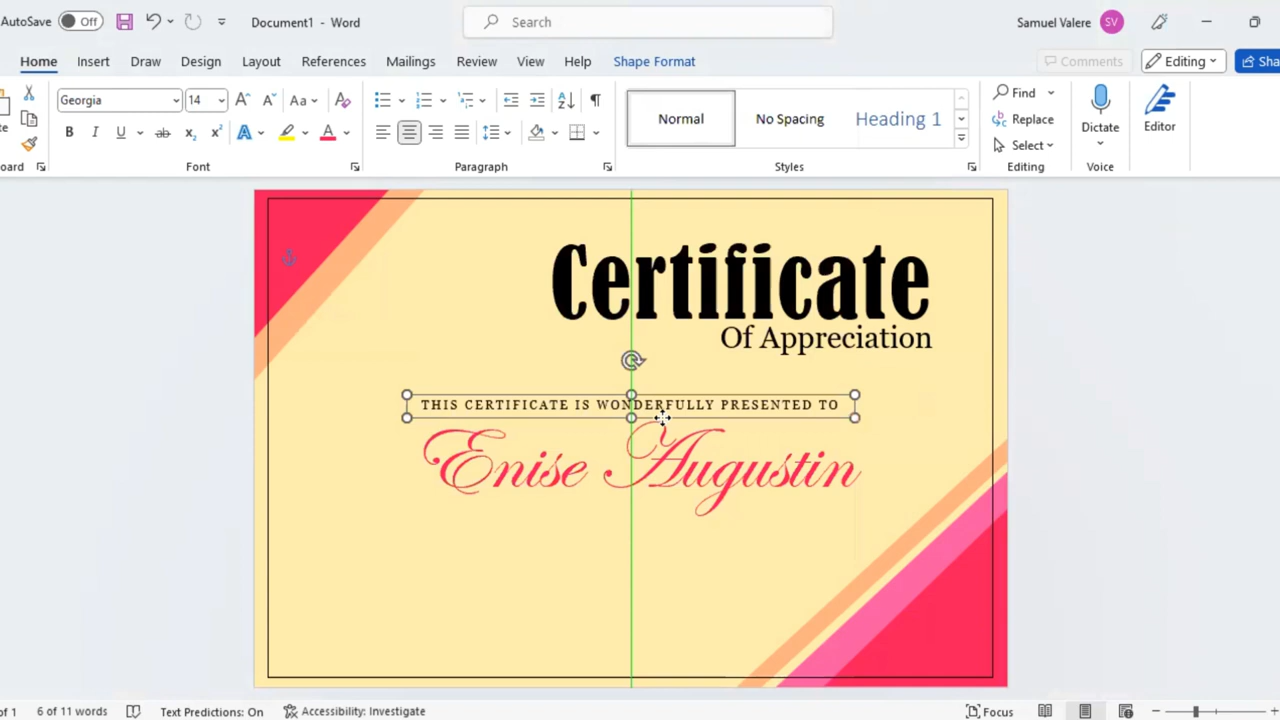 AutoSave Off Document1 - Word Search Samuel Valere SV
Home Insert Draw Design Layout References Mailings Review View Help Shape Format Comments Editing
Georgia 14 Aa Normal No Spacing Heading 1 Find Replace Select Dictate Editor
Font Paragraph Styles Editing Voice
Certificate
Of Appreciation
THIS CERTIFICATE IS WONDERFULLY PRESENTED TO
Enise Augustin
of 1 6 of 11 words Text Predictions: On Accessibility: Investigate Focus